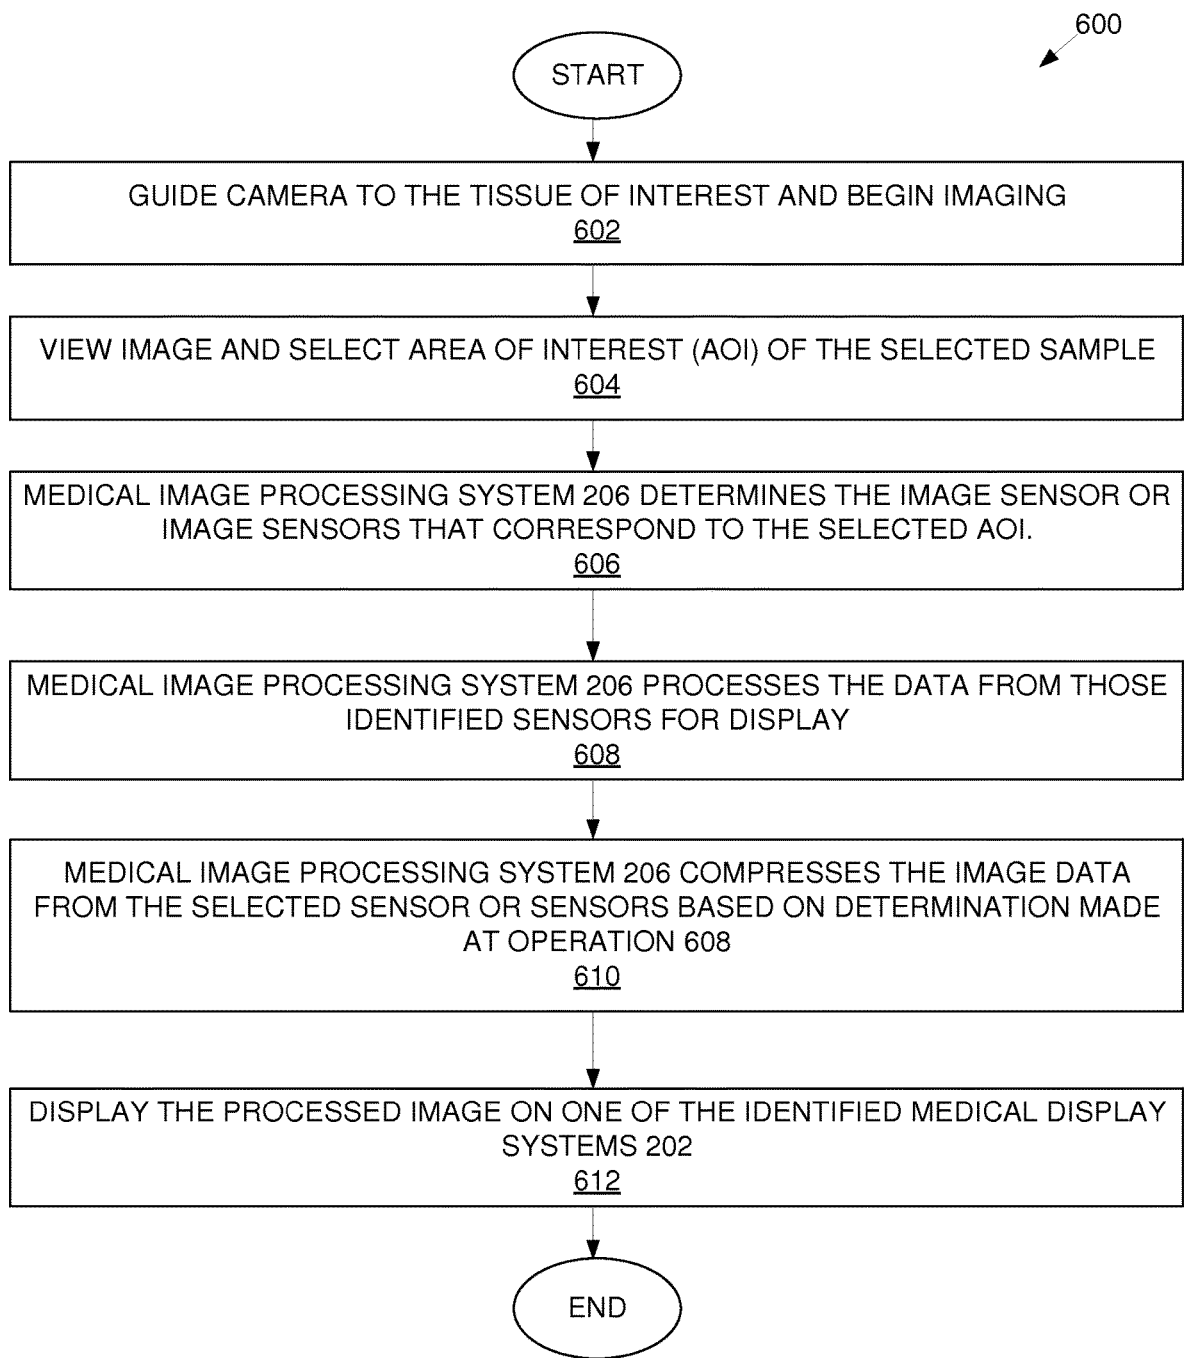 600
START
GUIDE CAMERA TO THE TISSUE OF INTEREST AND BEGIN IMAGING
602
VIEW IMAGE AND SELECT AREA OF INTEREST (AOI) OF THE SELECTED SAMPLE
604
MEDICAL IMAGE PROCESSING SYSTEM 206 DETERMINES THE IMAGE SENSOR OR
IMAGE SENSORS THAT CORRESPOND TO THE SELECTED AOI.
606
MEDICAL IMAGE PROCESSING SYSTEM 206 PROCESSES THE DATA FROM THOSE
IDENTIFIED SENSORS FOR DISPLAY
608
MEDICAL IMAGE PROCESSING SYSTEM 206 COMPRESSES THE IMAGE DATA
FROM THE SELECTED SENSOR OR SENSORS BASED ON DETERMINATION MADE
AT OPERATION 608
610
DISPLAY THE PROCESSED IMAGE ON ONE OF THE IDENTIFIED MEDICAL DISPLAY
SYSTEMS 202
612
END